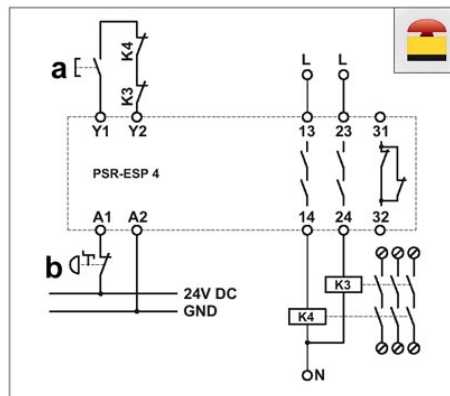 K4
a
K3
L L
Y1 Y2 13 23 31
PSR-ESP 4
A1 A2 14 24 32
b
K3
24V DC
K4
GND
N